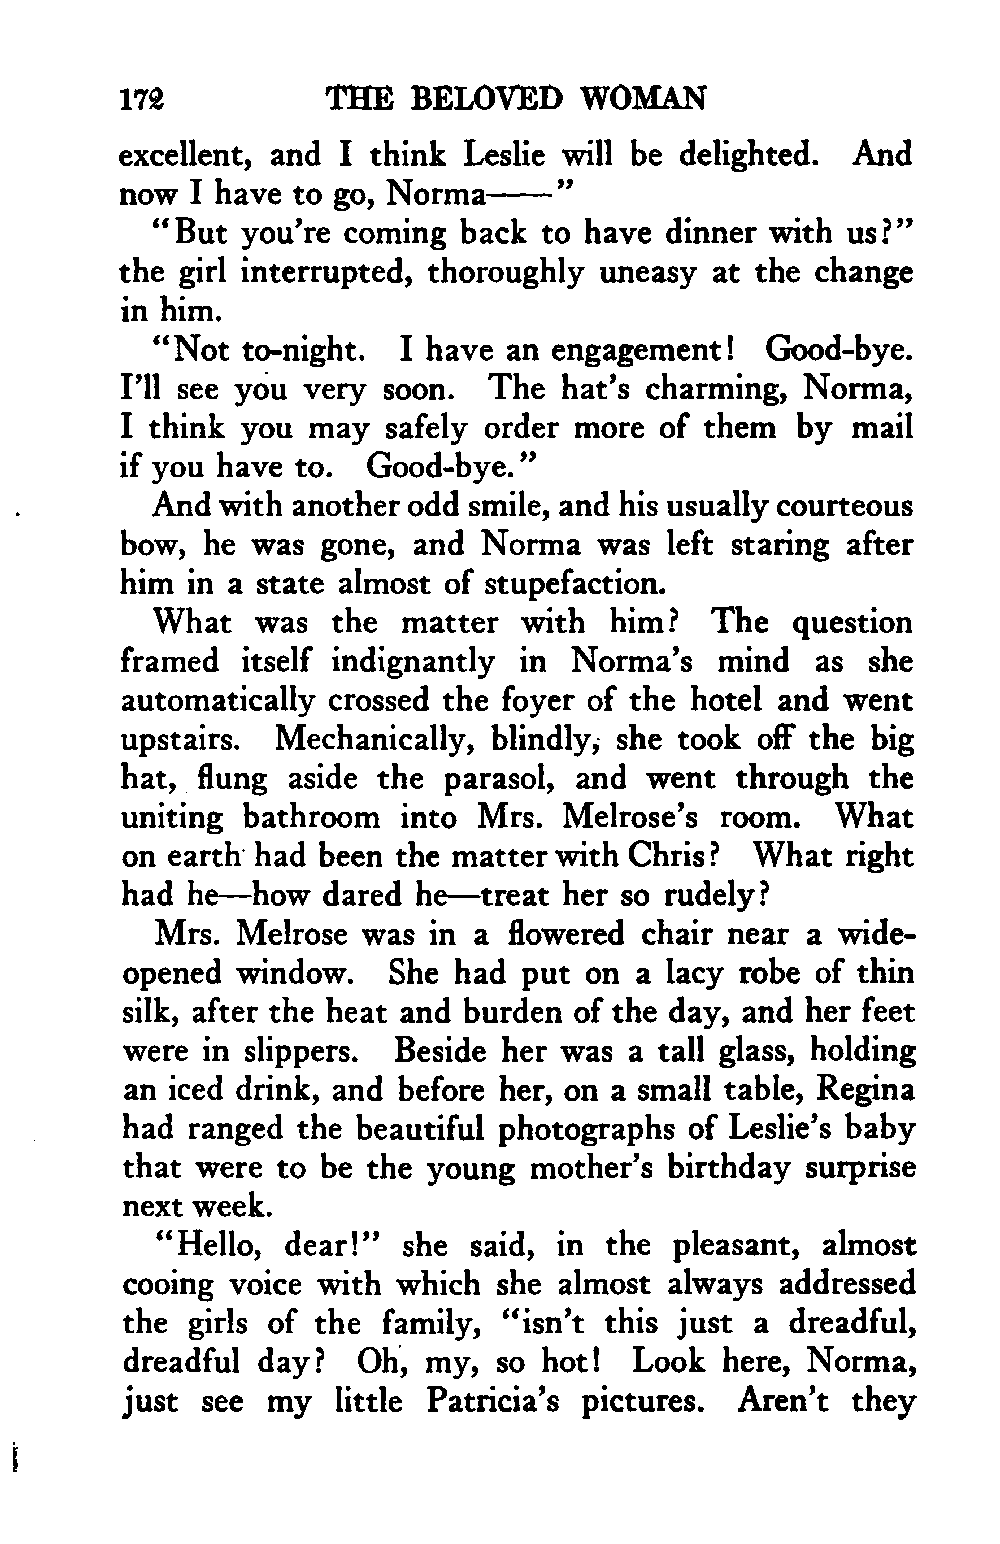 172 THE BELOVED WOMAN
excellent, and I think Leslie will be delighted. And
now I have to go, Norma——"
"But you're coming back to have dinner with us?"
the girl interrupted, thoroughly uneasy at the change
in him.
"Not to-night. I have an engagement! Good-bye.
I'll see you very soon. The hat's charming, Norma,
I think you may safely order more of them by mail
if you have to. Good-bye."
And with another odd smile, and his usually courteous
bow, he was gone, and Norma was left staring after
him in a state almost of stupefaction.
What was the matter with him? The question
framed itself indignantly in Norma's mind as she
automatically crossed the foyer of the hotel and went
upstairs. Mechanically, blindly, she took off the big
hat, flung aside the parasol, and went through the
uniting bathroom into Mrs. Melrose's room. What
on earth had been the matter with Chris? What right
had he—how dared he—treat her so rudely?
Mrs. Melrose was in a flowered chair near a wide-
opened window. She had put on a lacy robe of thin
silk, after the heat and burden of the day, and her feet
were in slippers. Beside her was a tall glass, holding
an iced drink, and before her, on a small table, Regina
had ranged the beautiful photographs of Leslie's baby
that were to be the young mother's birthday surprise
next week.
"Hello, dear!" she said, in the pleasant, almost
cooing voice with which she almost always addressed
the girls of the family, "isn't this just a dreadful,
dreadful day? Oh, my, so hot! Look here, Norma,
just see my little Patricia's pictures. Aren't they